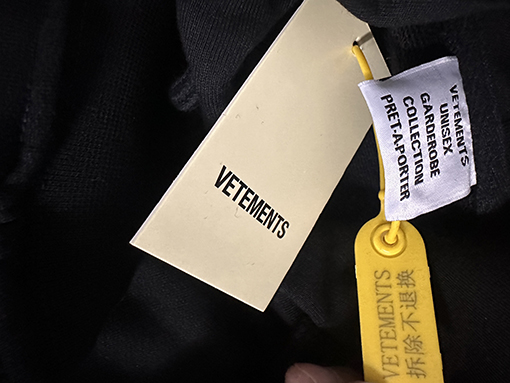 VETEMENTS
VETEMENTS
UNISEX
GARDEROBE
COLLECTION
PRET-A.PORTER
VETEMENTS
拆除不退换